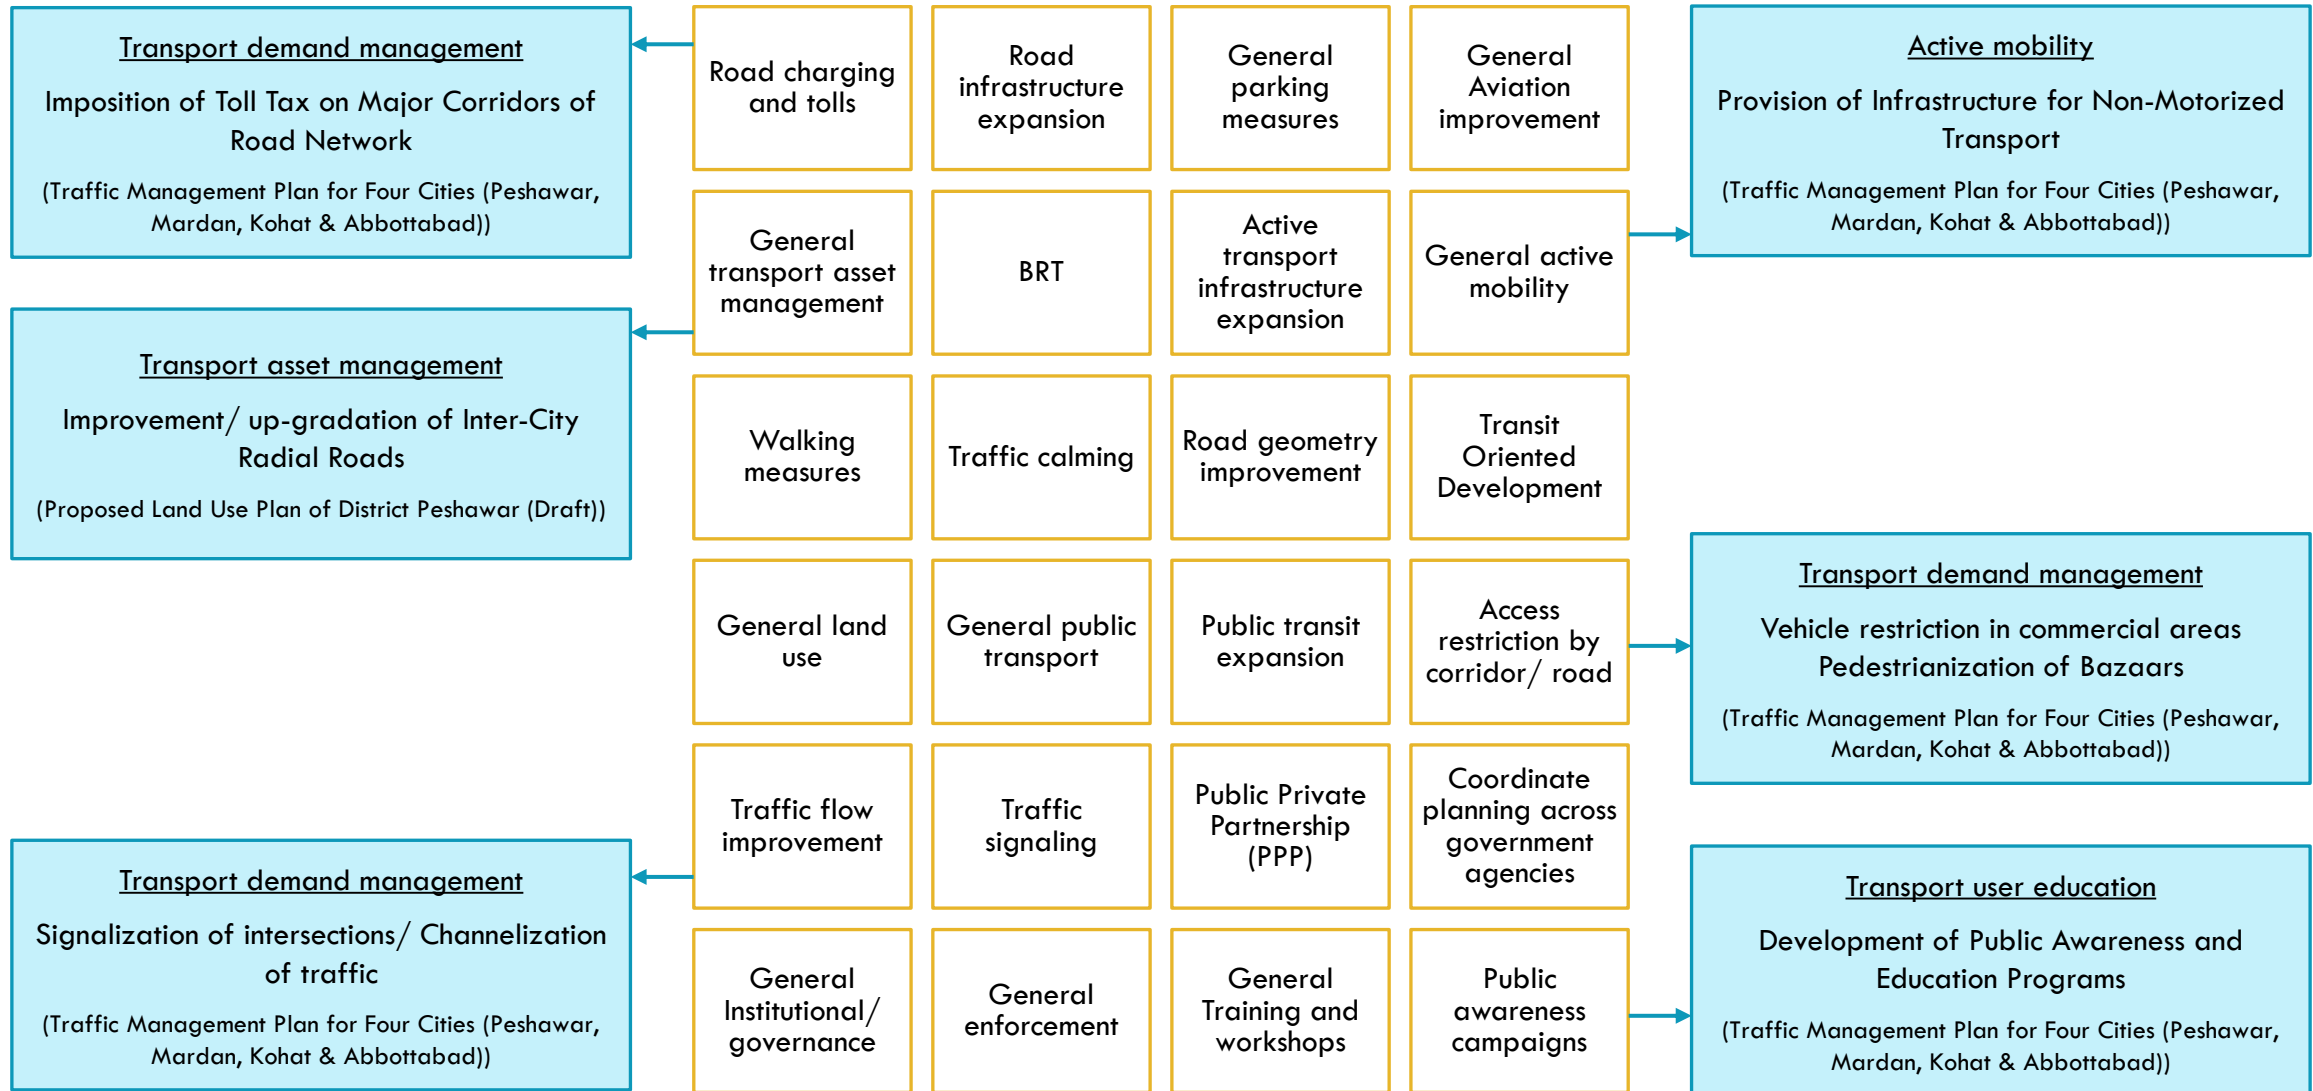 Transport demand management
Imposition of Toll Tax on Major Corridors of
Road Network
(Traffic Management Plan for Four Cities (Peshawar,
Mardan, Kohat & Abbottabad))
Transport asset management
Improvement/ up-gradation of Inter-City
Radial Roads
(Proposed Land Use Plan of District Peshawar (Draft))
Transport demand management
Signalization of intersections/ Channelization
of traffic
(Traffic Management Plan for Four Cities (Peshawar,
Mardan, Kohat & Abbottabad))
Road charging
and tolls
Road
infrastructure
expansion
General
parking
measures
General
Aviation
improvement
General
transport asset
management
BRT
Active
transport
infrastructure
expansion
General active
mobility
Walking
measures
Traffic calming
Road geometry
improvement
Transit
Oriented
Development
General land
use
General public
transport
Public transit
expansion
Access
restriction by
corridor/ road
Traffic flow
improvement
Traffic
signaling
Public Private
Partnership
(PPP)
Coordinate
planning across
government
agencies
General
Institutional/
governance
General
enforcement
General
Training and
workshops
Public
awareness
campaigns
Active mobility
Provision of Infrastructure for Non-Motorized
Transport
(Traffic Management Plan for Four Cities (Peshawar,
Mardan, Kohat & Abbottabad))
Transport demand management
Vehicle restriction in commercial areas
Pedestrianization of Bazaars
(Traffic Management Plan for Four Cities (Peshawar,
Mardan, Kohat & Abbottabad))
Transport user education
Development of Public Awareness and
Education Programs
(Traffic Management Plan for Four Cities (Peshawar,
Mardan, Kohat & Abbottabad))